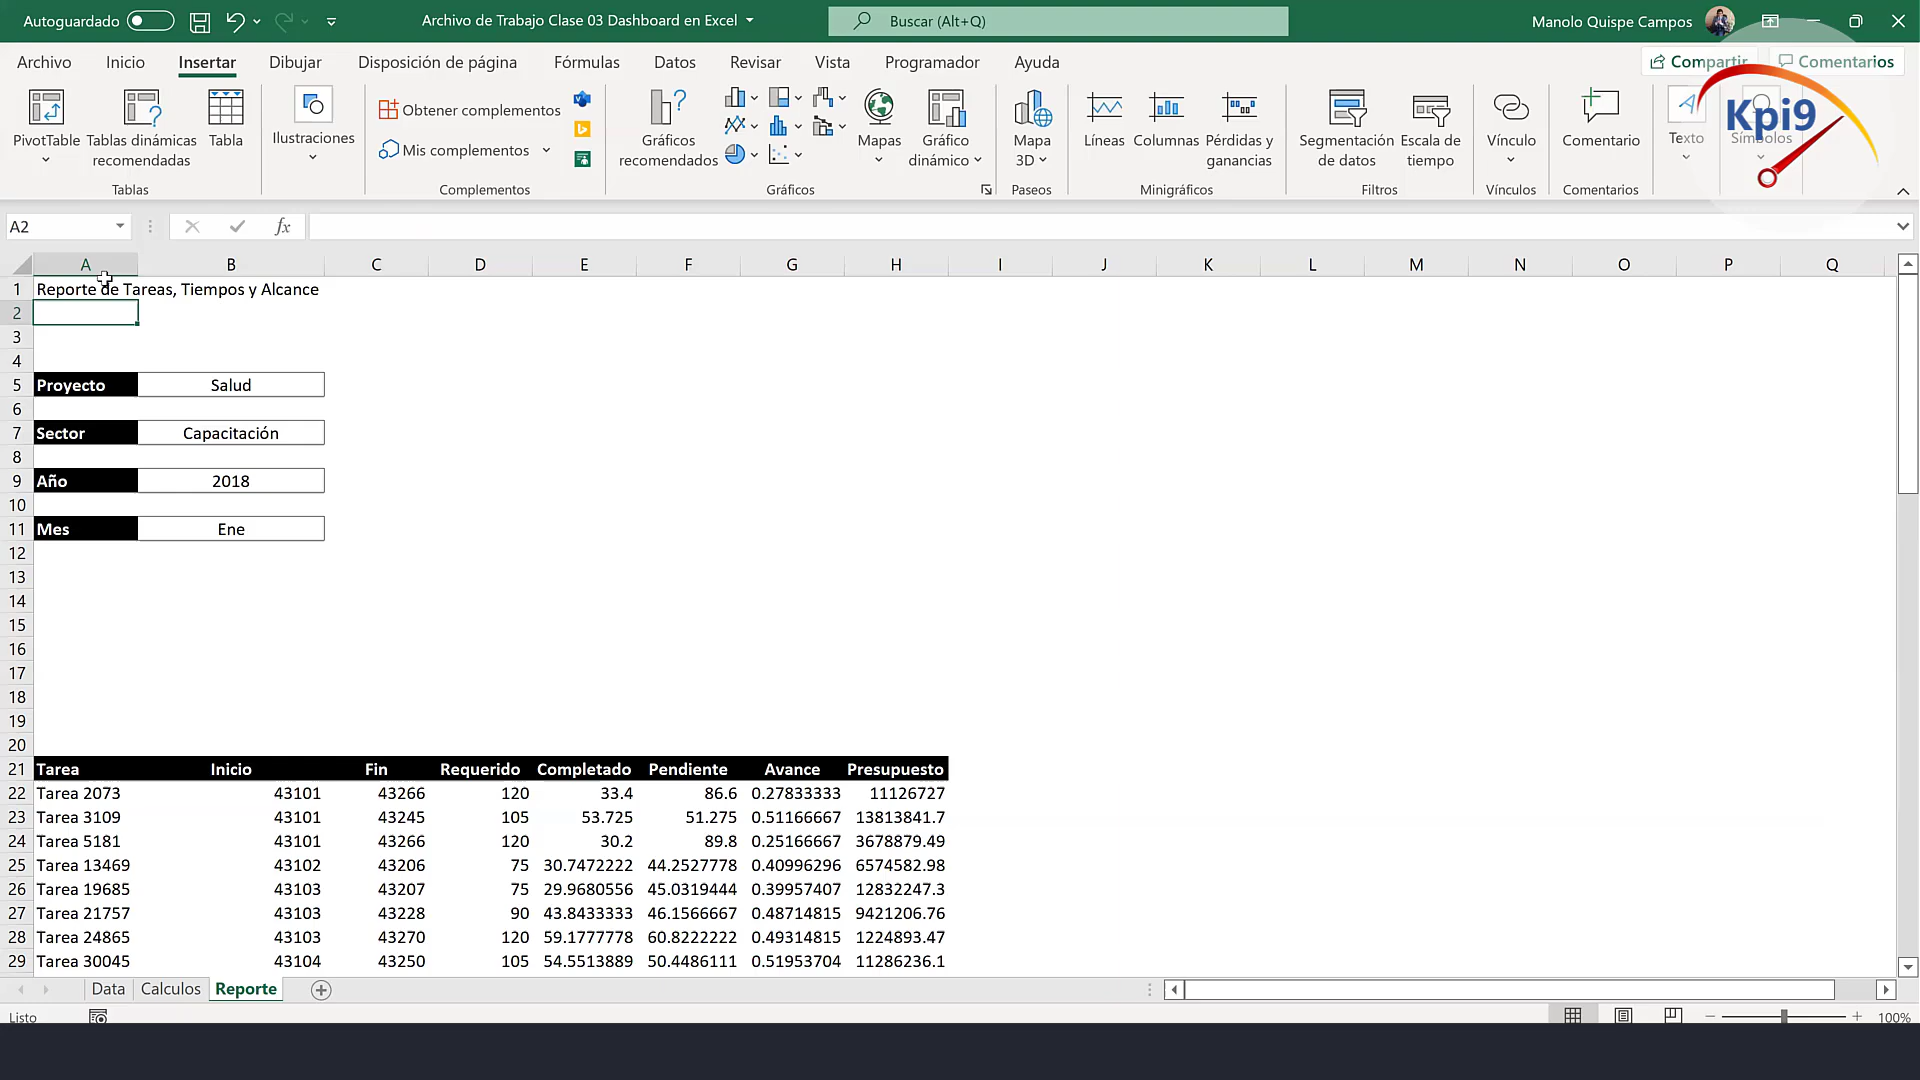 Autoguardado
Archivo de Trabajo Clase 03 Dashboard en Excel
Buscar (Alt+Q)
Manolo Quispe Campos
Archivo Inicio Insertar Dibujar Disposición de página Fórmulas Datos Revisar Vista Programador Ayuda
Compartir Comentarios
PivotTable
Tablas dinámicas
recomendadas
Tabla
Tablas
Ilustraciones
Obtener complementos
Mis complementos
Complementos
Gráficos
recomendados
Mapas
Gráfico
dinámico
Gráficos
Mapa
3D
Paseos
Líneas
Columnas
Pérdidas y
ganancias
Minigráficos
Segmentación
de datos
Escala de
tiempo
Filtros
Vínculo
Vínculos
Comentario
Comentarios
Texto
Símbolos
Kpi9
A2
fx
A B C D E F G H I J K L M N O P Q
1 Reporte de Tareas, Tiempos y Alcance
2
3
4
5 Proyecto Salud
6
7 Sector Capacitación
8
9 Año 2018
10
11 Mes Ene
12
13
14
15
16
17
18
19
20
21 Tarea Inicio Fin Requerido Completado Pendiente Avance Presupuesto
22 Tarea 2073 43101 43266 120 33.4 86.6 0.27833333 11126727
23 Tarea 3109 43101 43245 105 53.725 51.275 0.51166667 13813841.7
24 Tarea 5181 43101 43266 120 30.2 89.8 0.25166667 3678879.49
25 Tarea 13469 43102 43206 75 30.7472222 44.2527778 0.40996296 6574582.98
26 Tarea 19685 43103 43207 75 29.9680556 45.0319444 0.39957407 12832247.3
27 Tarea 21757 43103 43228 90 43.8433333 46.1566667 0.48714815 9421206.76
28 Tarea 24865 43103 43270 120 59.1777778 60.8222222 0.49314815 1224893.47
29 Tarea 30045 43104 43250 105 54.5513889 50.4486111 0.51953704 11286236.1
Data Calculos Reporte
Listo
100%